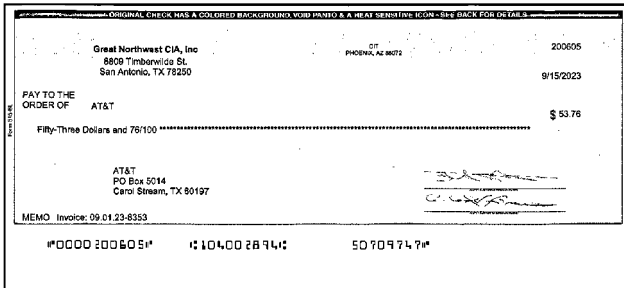 ORIGINAL CHECK HAS A COLORED BACKGROUND, VOID PANTO & A HEAT SENSITIVE ICON - SEE BACK FOR DETAILS
Great Northwest CIA, Inc
6809 Timberwilde St.
San Antonio, TX 78250
CIT
PHOENIX, AZ 85072
200605
9/15/2023
PAY TO THE
ORDER OF AT&T
$ 53.76
Fifty-Three Dollars and 76/100
AT&T
PO Box 5014
Carol Stream, TX 60197
MEMO Invoice: 09.01.23-8353
⑈0000200605⑈ ⑆104002894⑆ 50709747⑈